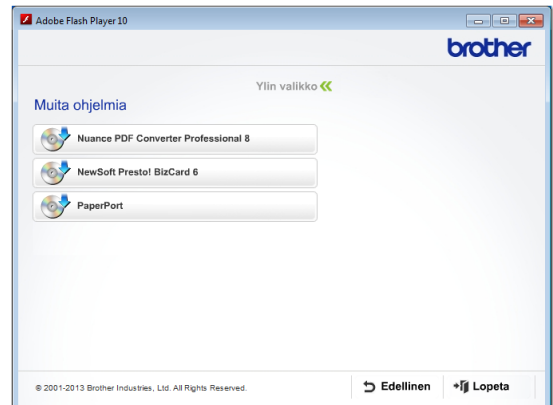 Adobe Flash Player 10
brother
Ylin valikko
Muita ohjelmia
Nuance PDF Converter Professional 8
NewSoft Presto! BizCard 6
PaperPort
© 2001-2013 Brother Industries, Ltd. All Rights Reserved.
Edellinen
Lopeta